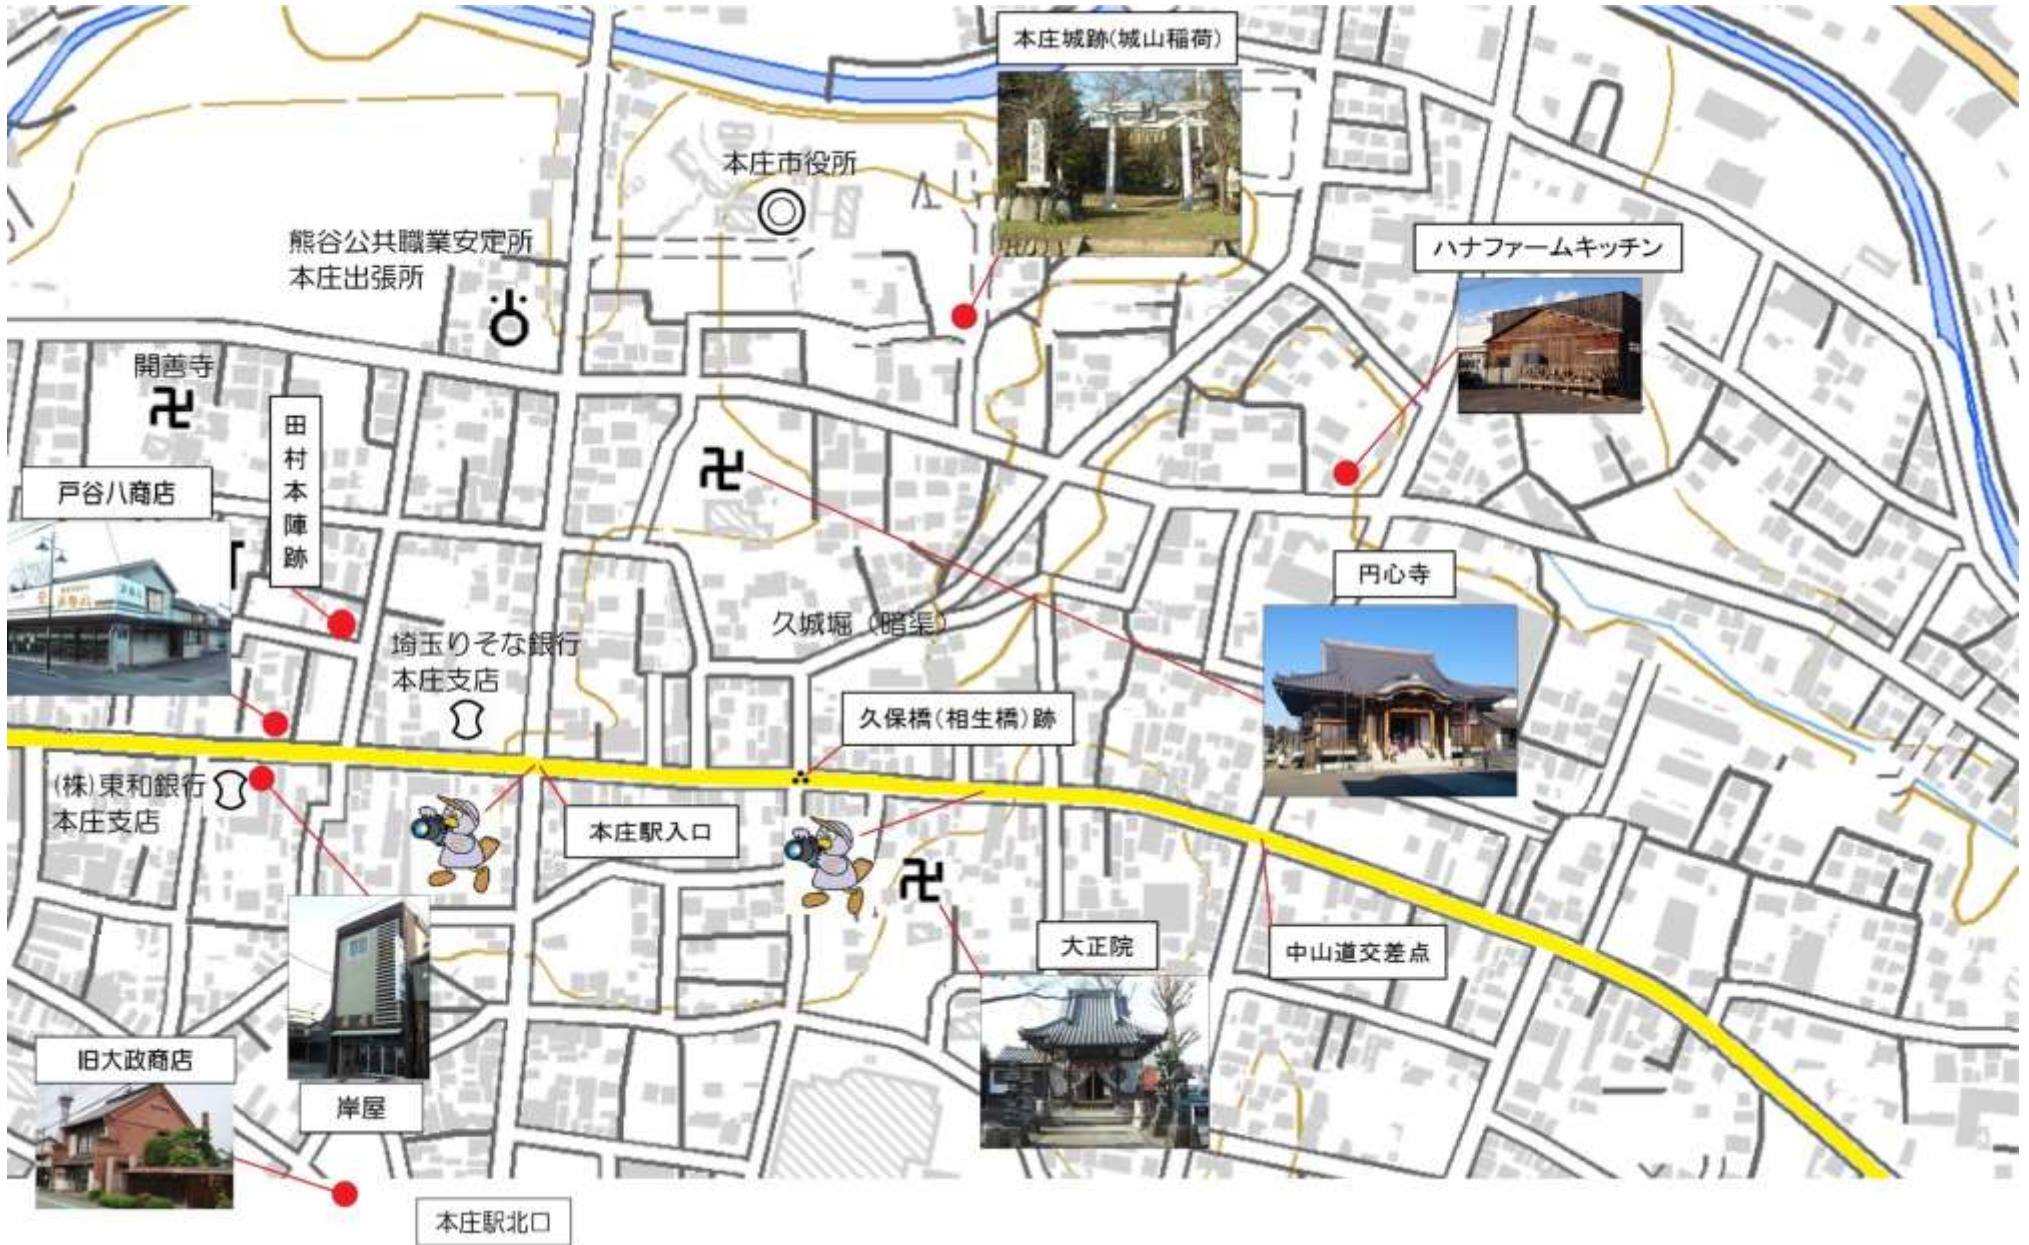 本庄城跡(城山稲荷)
本庄市役所
熊谷公共職業安定所
本庄出張所
ハナファームキッチン
開善寺
田村本陣跡
戸谷八商店
円心寺
久城堀（暗渠）
埼玉りそな銀行
本庄支店
久保橋(相生橋)跡
(株)東和銀行
本庄支店
本庄駅入口
大正院
中山道交差点
旧大政商店
岸屋
本庄駅北口